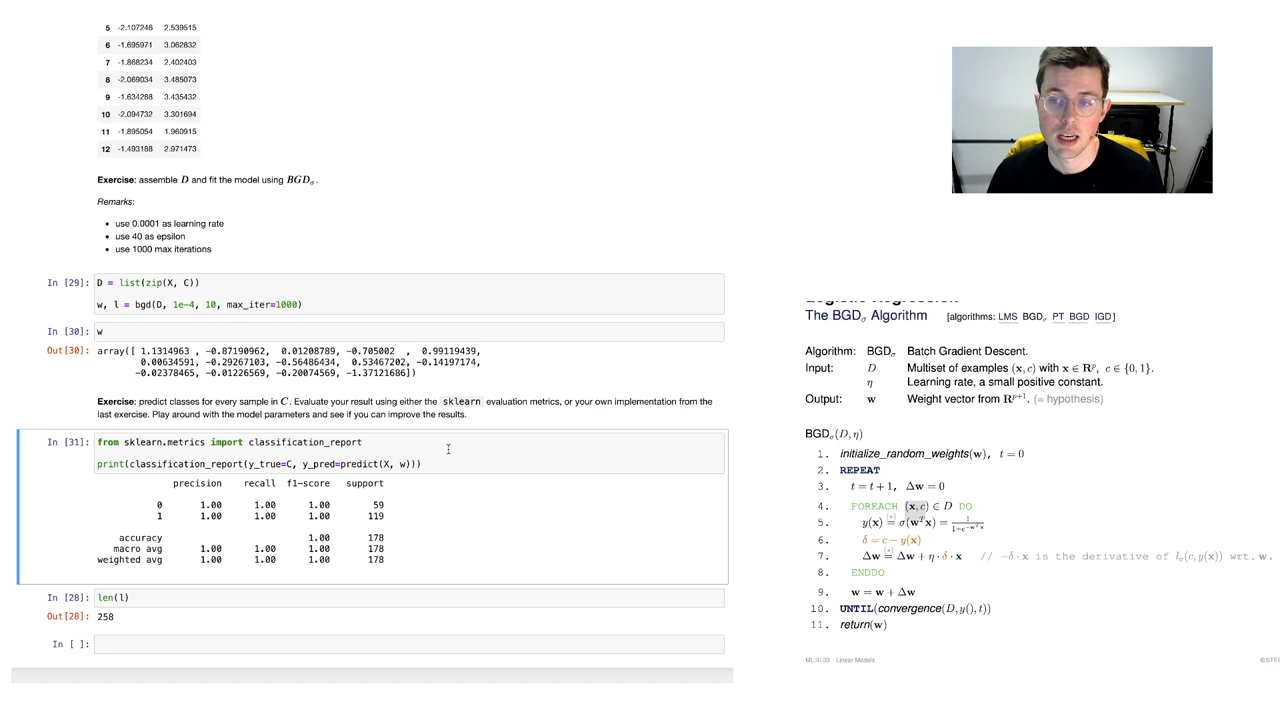 5 -2.107246 2.539515
6 -1.695971 3.062832
7 -1.868234 2.402403
8 -2.069034 3.485073
9 -1.634288 3.435432
10 -2.094732 3.301694
11 -1.895054 1.960915
12 -1.493188 2.971473
Exercise: assemble D and fit the model using BGDσ.
Remarks:
• use 0.0001 as learning rate
• use 40 as epsilon
• use 1000 max iterations
In [29]: D = list(zip(X, C))
w, l = bgd(D, 1e-4, 10, max_iter=1000)
In [30]: w
Out[30]: array([ 1.1314963 , -0.87190962, 0.01208789, -0.705002 , 0.99119439,
0.00634591, -0.29267103, -0.56486434, 0.53467202, -0.14197174,
-0.02378465, -0.01226569, -0.20074569, -1.37121686])
Exercise: predict classes for every sample in C. Evaluate your result using either the sklearn evaluation metrics, or your own implementation from the
last exercise. Play around with the model parameters and see if you can improve the results.
In [31]: from sklearn.metrics import classification_report
print(classification_report(y_true=C, y_pred=predict(X, w)))
precision recall f1-score support
0 1.00 1.00 1.00 59
1 1.00 1.00 1.00 119
accuracy 1.00 178
macro avg 1.00 1.00 1.00 178
weighted avg 1.00 1.00 1.00 178
In [28]: len(l)
Out[28]: 258
In [ ]:
Logistic Regression
The BGDσ Algorithm [algorithms: LMS BGDσ PT BGD IGD]
Algorithm: BGDσ Batch Gradient Descent.
Input: D Multiset of examples (x, c) with x ∈ R^p, c ∈ {0, 1}.
η Learning rate, a small positive constant.
Output: w Weight vector from R^{p+1}. (= hypothesis)
BGDσ(D, η)
1. initialize_random_weights(w), t = 0
2. REPEAT
3. t = t + 1, Δw = 0
4. FOREACH (x, c) ∈ D DO
5. y(x) (*)= σ(w^T x) = 1/(1+e^{-w^T x})
6. δ = c − y(x)
7. Δw (*)= Δw + η · δ · x // −δ · x is the derivative of lσ(c, y(x)) wrt. w.
8. ENDDO
9. w = w + Δw
10. UNTIL(convergence(D, y(), t))
11. return(w)
ML:III-33 Linear Models ©STEI